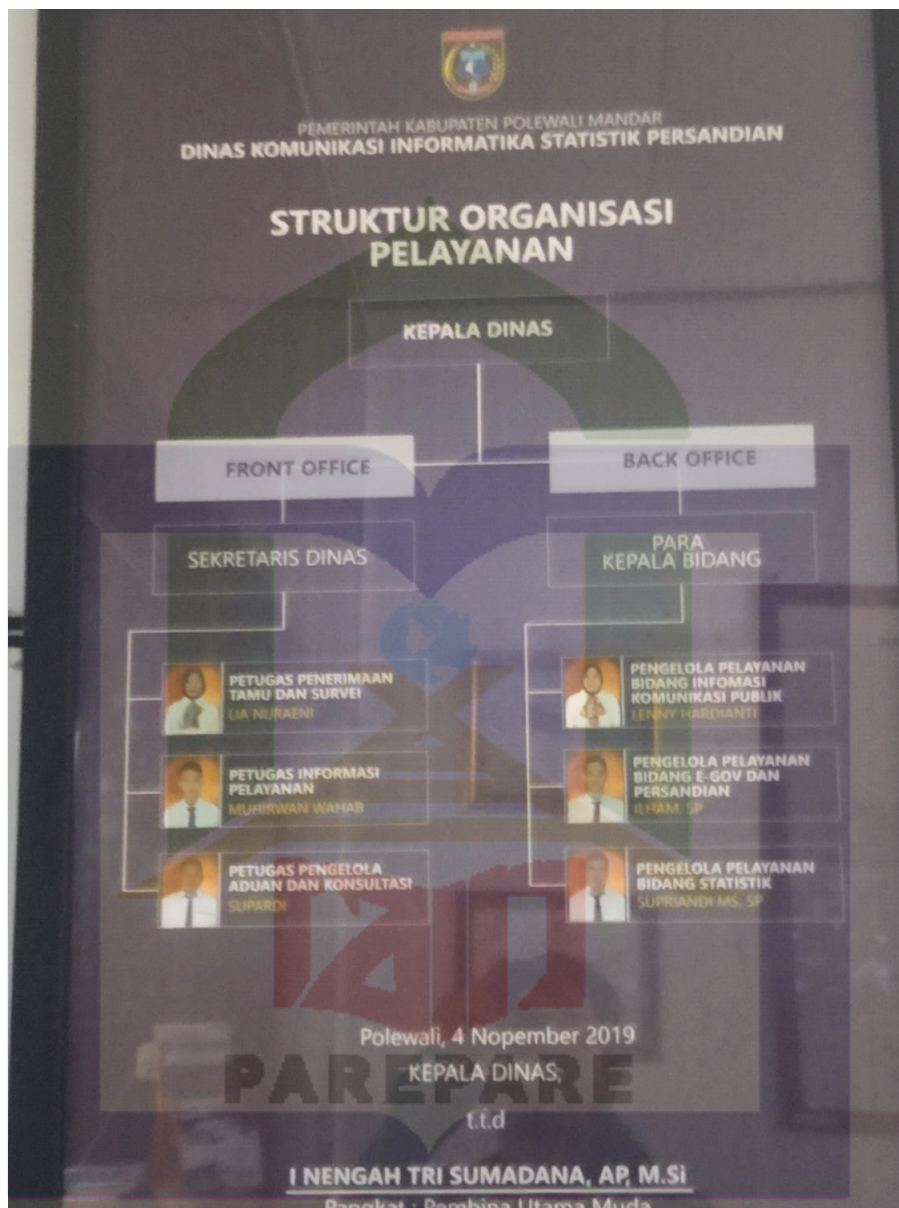 PEMERINTAH KABUPATEN POLEWALI MANDAR
DINAS KOMUNIKASI INFORMATIKA STATISTIK PERSANDIAN
STRUKTUR ORGANISASI
PELAYANAN
KEPALA DINAS
FRONT OFFICE
BACK OFFICE
SEKRETARIS DINAS
PARA
KEPALA BIDANG
PETUGAS PENERIMAAN
TAMU DAN SURVEI
LIA NURAENI
PETUGAS INFORMASI
PELAYANAN
MUHIRWAN WAHAB
PETUGAS PENGELOLA
ADUAN DAN KONSULTASI
SUPARDI
PENGELOLA PELAYANAN
BIDANG INFOMASI
KOMUNIKASI PUBLIK
LENNY HARDIANTI
PENGELOLA PELAYANAN
BIDANG E-GOV DAN
PERSANDIAN
ILHAM, SP
PENGELOLA PELAYANAN
BIDANG STATISTIK
SUPRIANDI MS, SP
Polewali, 4 Nopember 2019
KEPALA DINAS,
PAREPARE
t.t.d
I NENGAH TRI SUMADANA, AP, M.Si
Pangkat : Pembina Utama Muda